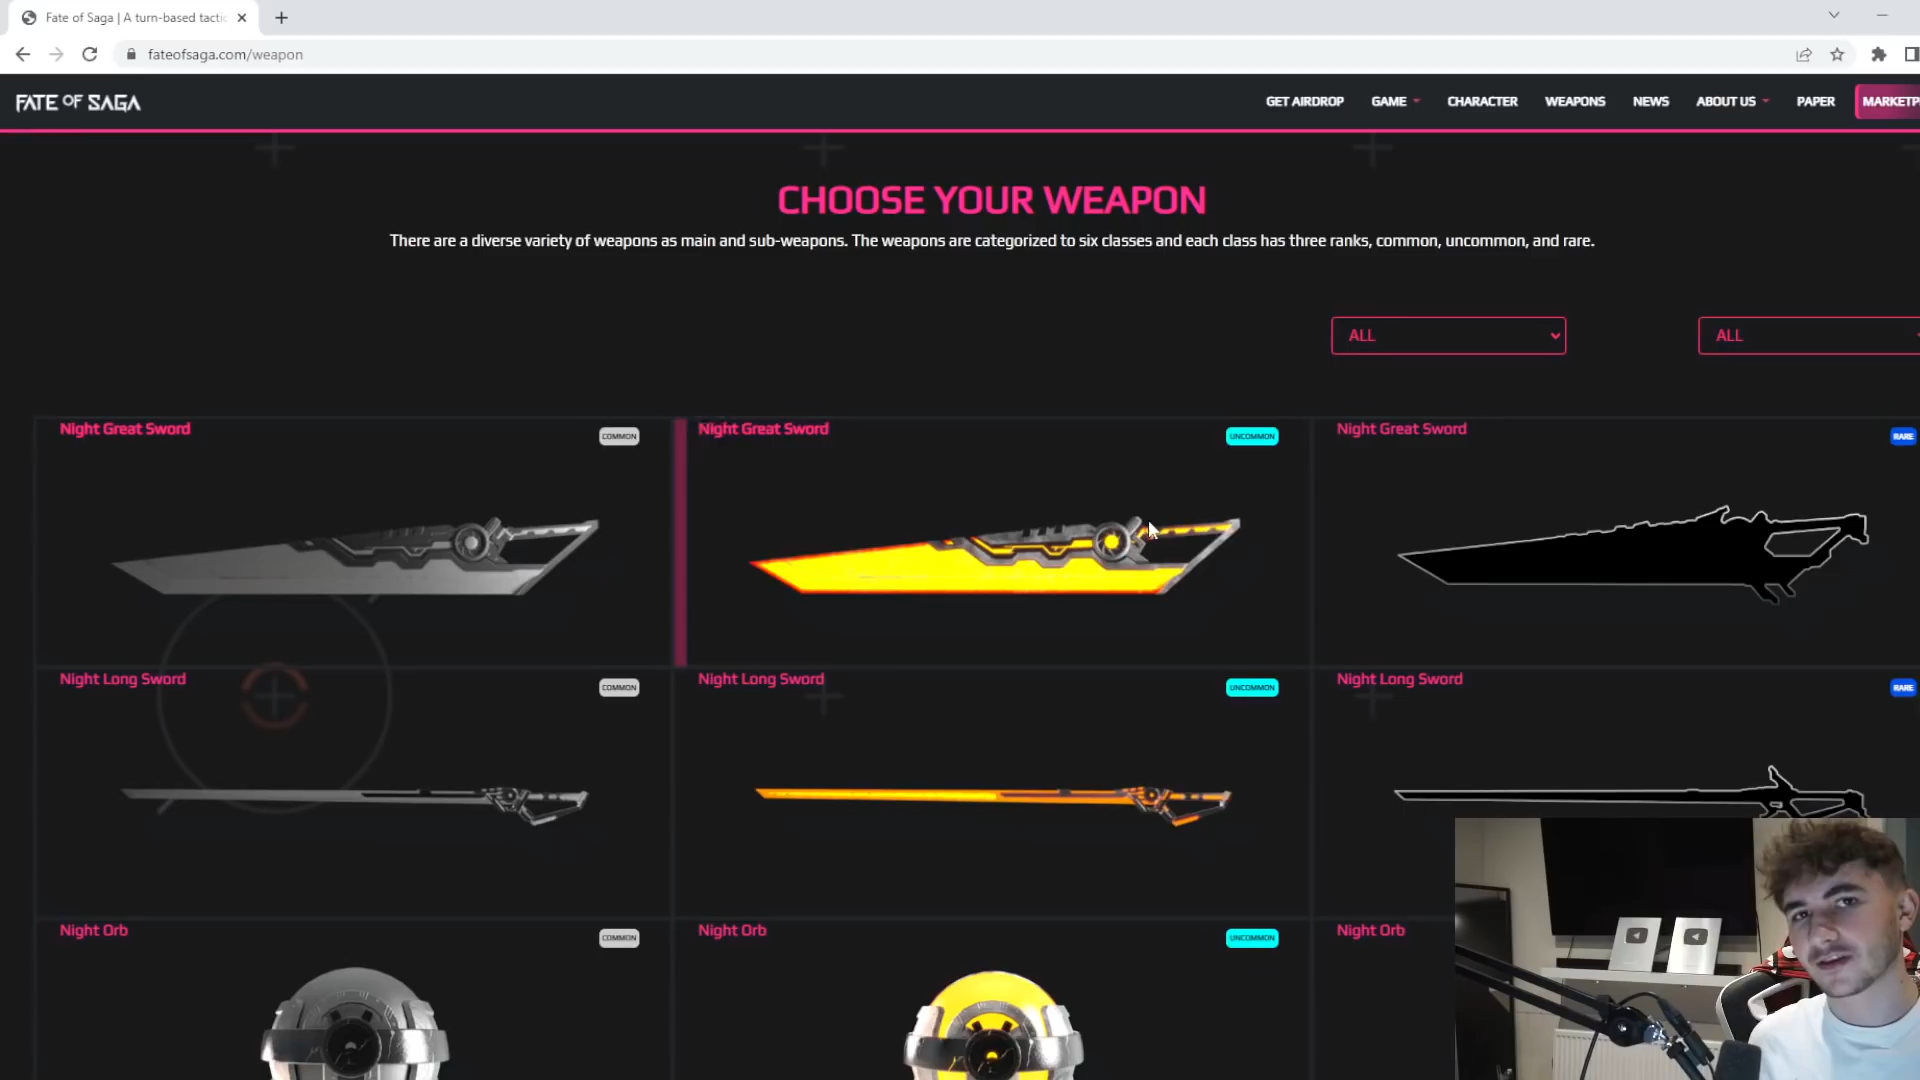 Fate of Saga | A turn-based tactic
fateofsaga.com/weapon
FATE OF SAGA
GET AIRDROP GAME CHARACTER WEAPONS NEWS ABOUT US PAPER MARKETP
CHOOSE YOUR WEAPON
There are a diverse variety of weapons as main and sub-weapons. The weapons are categorized to six classes and each class has three ranks, common, uncommon, and rare.
ALL ALL
Night Great Sword COMMON Night Great Sword UNCOMMON Night Great Sword RARE
Night Long Sword COMMON Night Long Sword UNCOMMON Night Long Sword RARE
Night Orb COMMON Night Orb UNCOMMON Night Orb